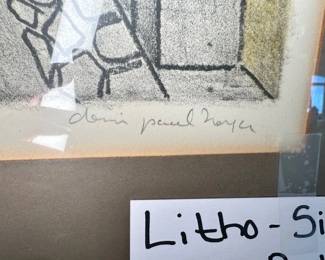 denis paul noyer
Litho-Si